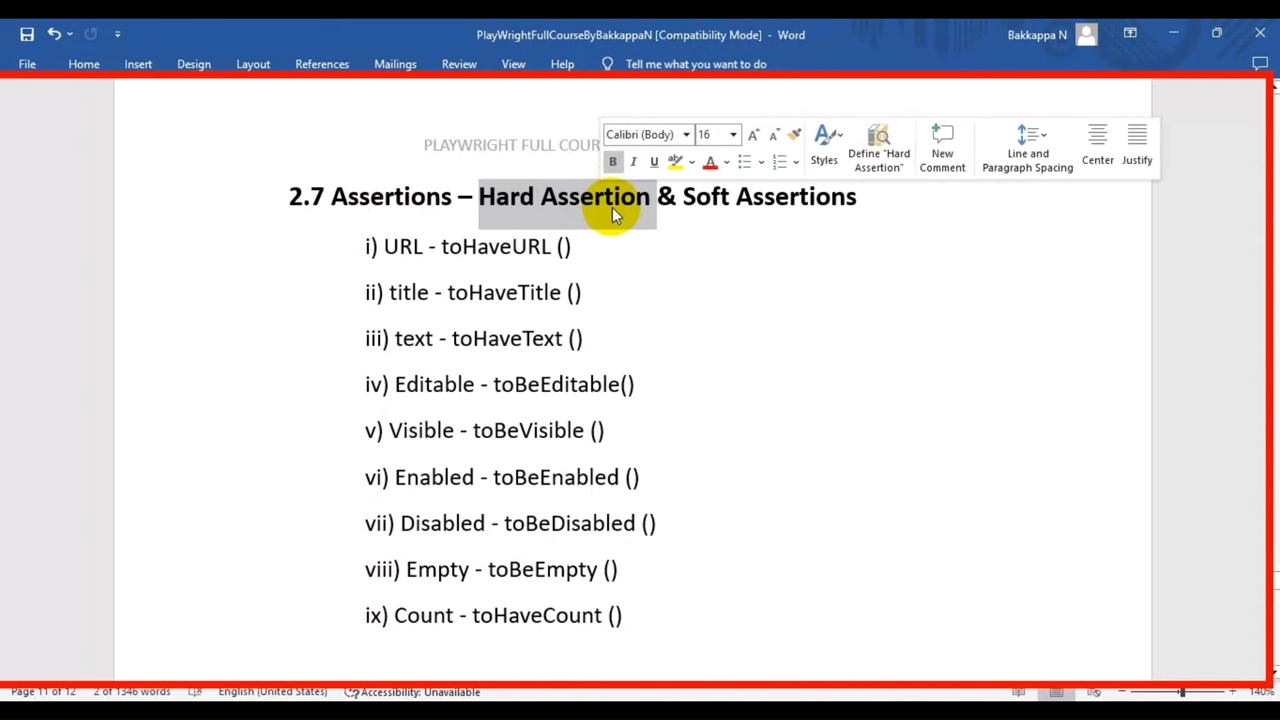 PlayWrightFullCourseByBakkappaN [Compatibility Mode] - Word
Bakkappa N
File Home Insert Design Layout References Mailings Review View Help Tell me what you want to do
Calibri (Body) 16
B I U ab A
Styles
Define "Hard Assertion"
New Comment
Line and Paragraph Spacing
Center
Justify
AYWRIGHT FULL COUR
2.7 Assertions – Hard Assertion & Soft Assertions
i) URL - toHaveURL ()
ii) title - toHaveTitle ()
iii) text - toHaveText ()
iv) Editable - toBeEditable()
v) Visible - toBeVisible ()
vi) Enabled - toBeEnabled ()
vii) Disabled - toBeDisabled ()
viii) Empty - toBeEmpty ()
ix) Count - toHaveCount ()
Page 11 of 12 2 of 1346 words English (United States) Accessibility: Unavailable 140%